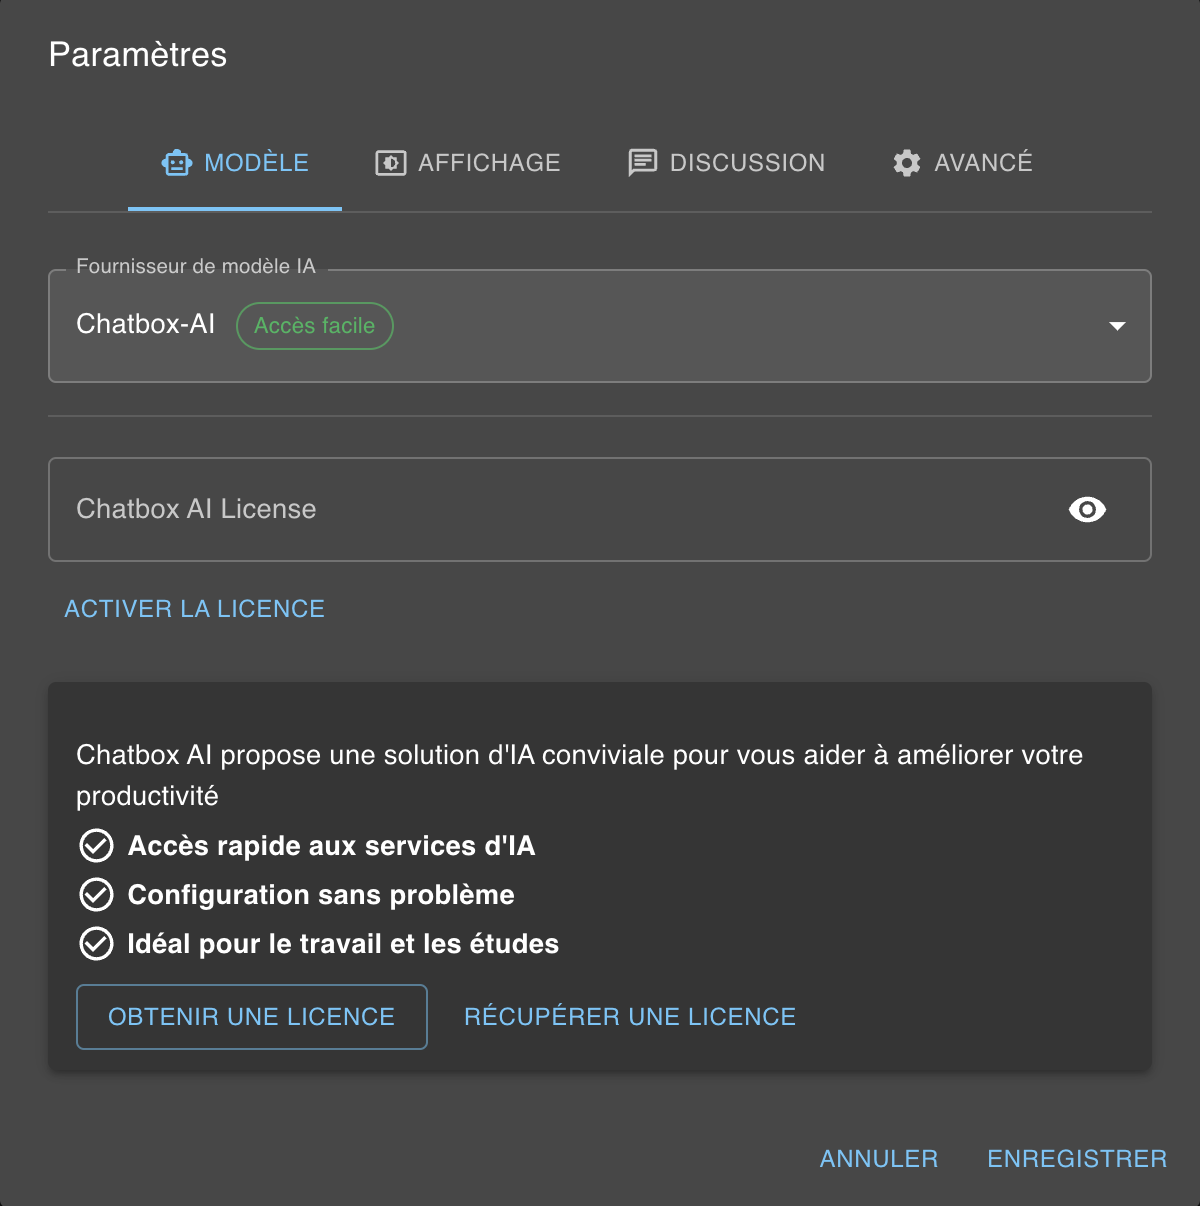 Paramètres
MODÈLE
AFFICHAGE
DISCUSSION
AVANCÉ
Fournisseur de modèle IA
Chatbox-AI
Accès facile
Chatbox AI License
ACTIVER LA LICENCE
Chatbox AI propose une solution d'IA conviviale pour vous aider à améliorer votre
productivité
Accès rapide aux services d'IA
Configuration sans problème
Idéal pour le travail et les études
OBTENIR UNE LICENCE
RÉCUPÉRER UNE LICENCE
ANNULER
ENREGISTRER